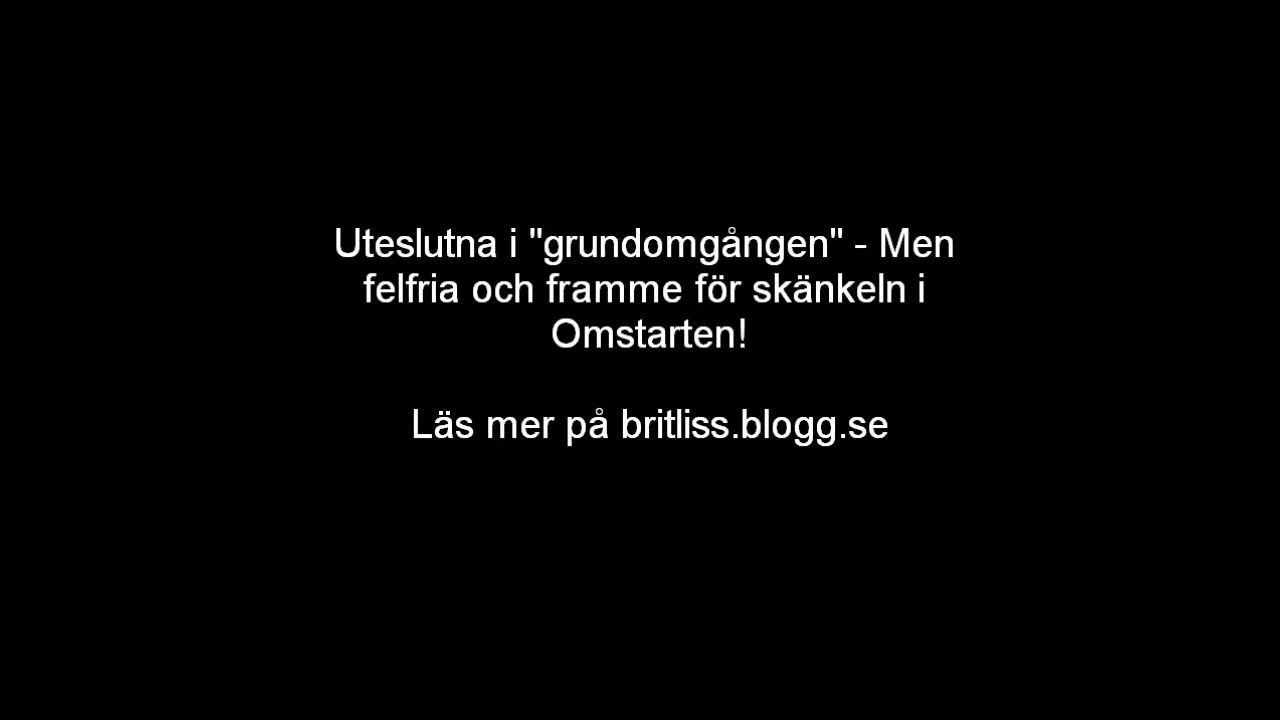 Uteslutna i "grundomgången" - Men
felfria och framme för skänkeln i
Omstarten!
Läs mer på britliss.blogg.se